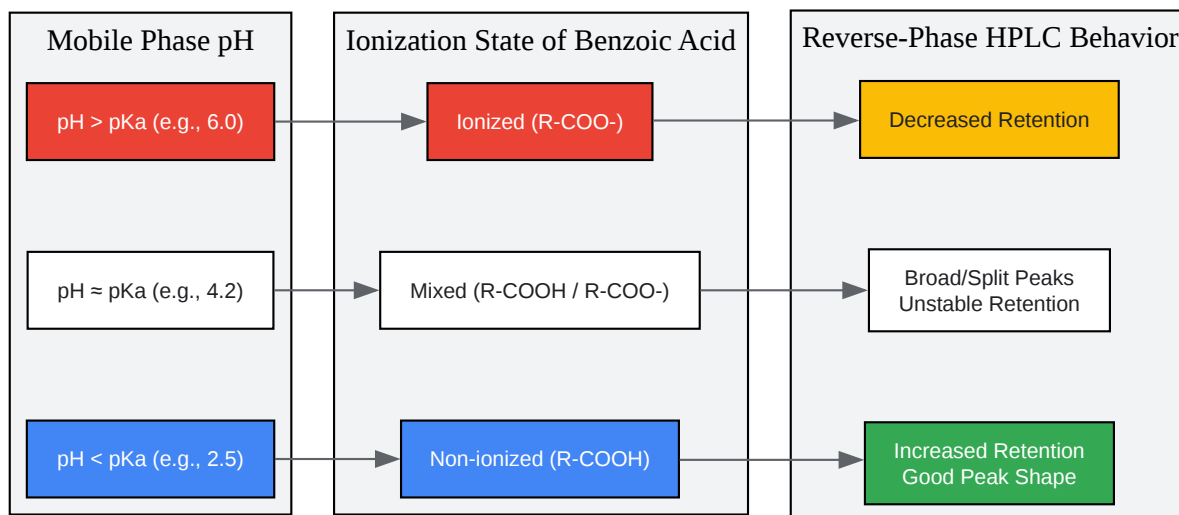 Mobile Phase pH
Ionization State of Benzoic Acid
Reverse-Phase HPLC Behavior
pH > pKa (e.g., 6.0)
Ionized (R-COO-)
Decreased Retention
pH ≈ pKa (e.g., 4.2)
Mixed (R-COOH / R-COO-)
Broad/Split Peaks
Unstable Retention
pH < pKa (e.g., 2.5)
Non-ionized (R-COOH)
Increased Retention
Good Peak Shape